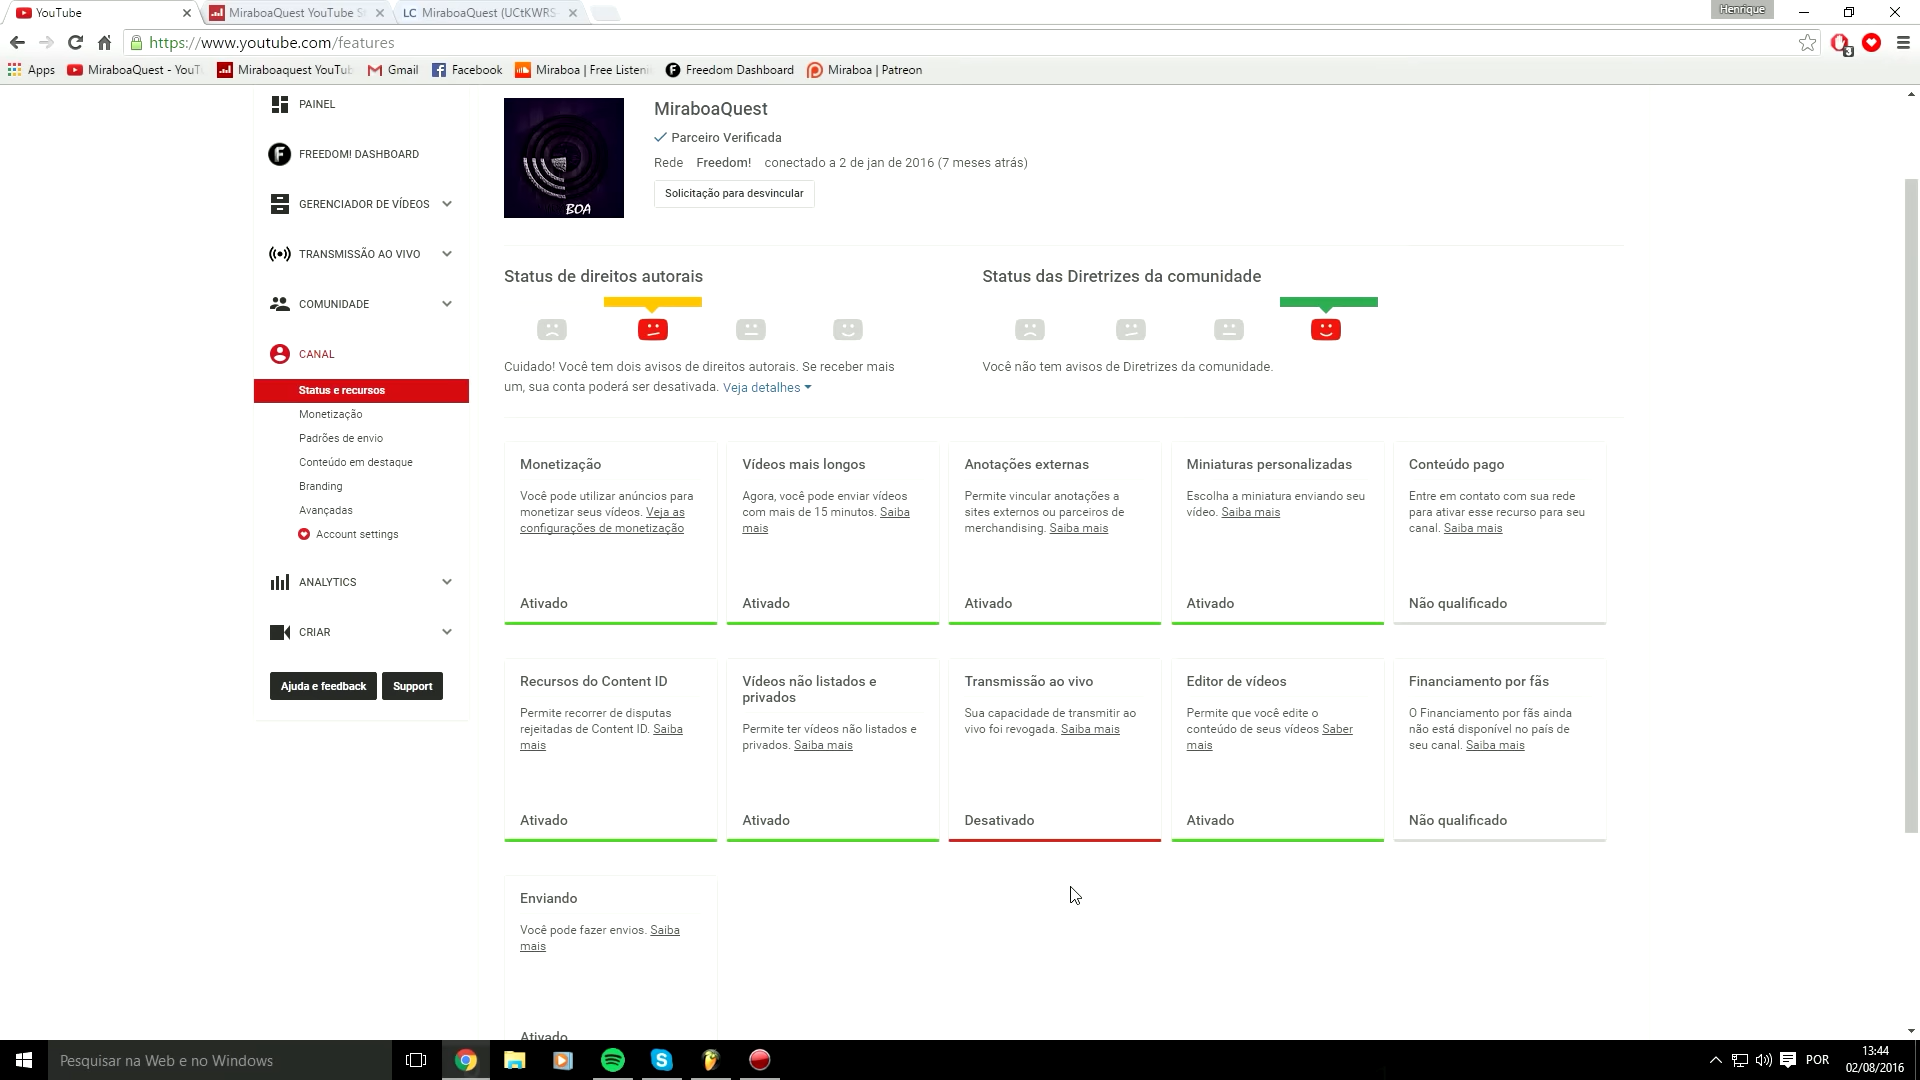 YouTube
MiraboaQuest YouTube S
LC MiraboaQuest (UCtKWRS
Henrique
https://www.youtube.com/features
3
Apps
MiraboaQuest - YouT
Miraboaquest YouTub
Gmail
Facebook
Miraboa | Free Listeni
Freedom Dashboard
Miraboa | Patreon
PAINEL
FREEDOM! DASHBOARD
GERENCIADOR DE VÍDEOS
TRANSMISSÃO AO VIVO
COMUNIDADE
CANAL
Status e recursos
Monetização
Padrões de envio
Conteúdo em destaque
Branding
Avançadas
Account settings
ANALYTICS
CRIAR
Ajuda e feedback
Support
BOA
MiraboaQuest
Parceiro Verificada
Rede Freedom! conectado a 2 de jan de 2016 (7 meses atrás)
Solicitação para desvincular
Status de direitos autorais
Cuidado! Você tem dois avisos de direitos autorais. Se receber mais
um, sua conta poderá ser desativada. Veja detalhes
Status das Diretrizes da comunidade
Você não tem avisos de Diretrizes da comunidade.
Monetização
Você pode utilizar anúncios para
monetizar seus vídeos. Veja as
configurações de monetização
Ativado
Vídeos mais longos
Agora, você pode enviar vídeos
com mais de 15 minutos. Saiba
mais
Ativado
Anotações externas
Permite vincular anotações a
sites externos ou parceiros de
merchandising. Saiba mais
Ativado
Miniaturas personalizadas
Escolha a miniatura enviando seu
vídeo. Saiba mais
Ativado
Conteúdo pago
Entre em contato com sua rede
para ativar esse recurso para seu
canal. Saiba mais
Não qualificado
Recursos do Content ID
Permite recorrer de disputas
rejeitadas de Content ID. Saiba
mais
Ativado
Vídeos não listados e
privados
Permite ter vídeos não listados e
privados. Saiba mais
Ativado
Transmissão ao vivo
Sua capacidade de transmitir ao
vivo foi revogada. Saiba mais
Desativado
Editor de vídeos
Permite que você edite o
conteúdo de seus vídeos Saber
mais
Ativado
Financiamento por fãs
O Financiamento por fãs ainda
não está disponível no país de
seu canal. Saiba mais
Não qualificado
Enviando
Você pode fazer envios. Saiba
mais
Ativado
Pesquisar na Web e no Windows
POR
13:44
02/08/2016